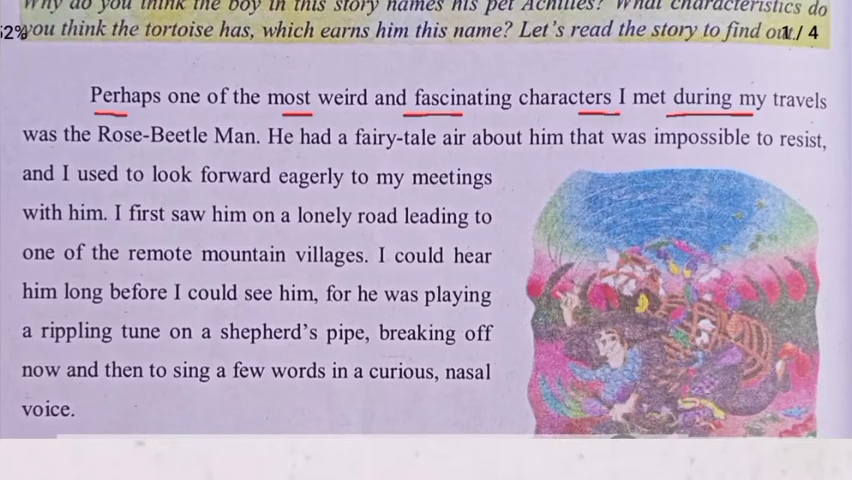 Why do you think the boy in this story names his pet Achilles? What characteristics do
you think the tortoise has, which earns him this name? Let's read the story to find out.
52%
1 / 4
Perhaps one of the most weird and fascinating characters I met during my travels
was the Rose-Beetle Man. He had a fairy-tale air about him that was impossible to resist,
and I used to look forward eagerly to my meetings
with him. I first saw him on a lonely road leading to
one of the remote mountain villages. I could hear
him long before I could see him, for he was playing
a rippling tune on a shepherd's pipe, breaking off
now and then to sing a few words in a curious, nasal
voice.